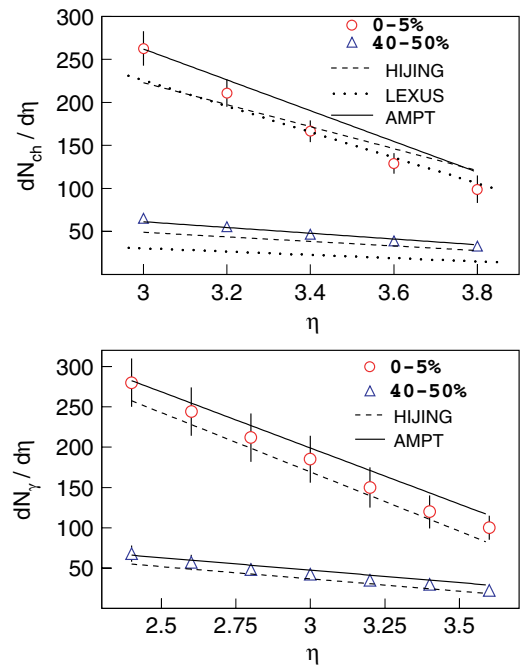 300
250
200
150
100
50
dN_ch / dη
0-5%
40-50%
HIJING
LEXUS
AMPT
3 3.2 3.4 3.6 3.8
η
300
250
200
150
100
50
dN_γ / dη
0-5%
40-50%
HIJING
AMPT
2.5 2.75 3 3.25 3.5
η